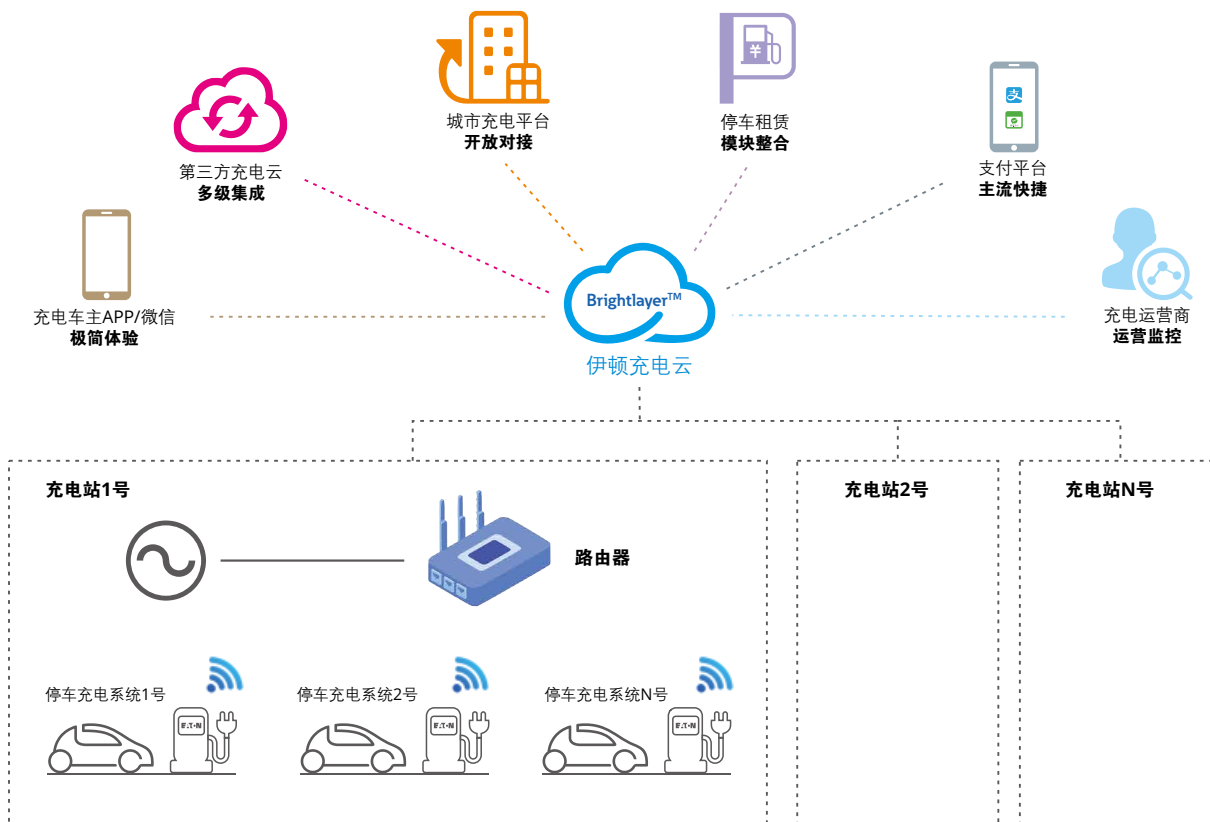 城市充电平台
开放对接
停车租赁
模块整合
第三方充电云
多级集成
支
支付平台
主流快捷
充电车主APP/微信
极简体验
Brightlayer™
伊顿充电云
充电运营商
运营监控
充电站1号
充电站2号
充电站N号
路由器
停车充电系统1号
停车充电系统2号
停车充电系统N号
E.T.N
E.T.N
E.T.N